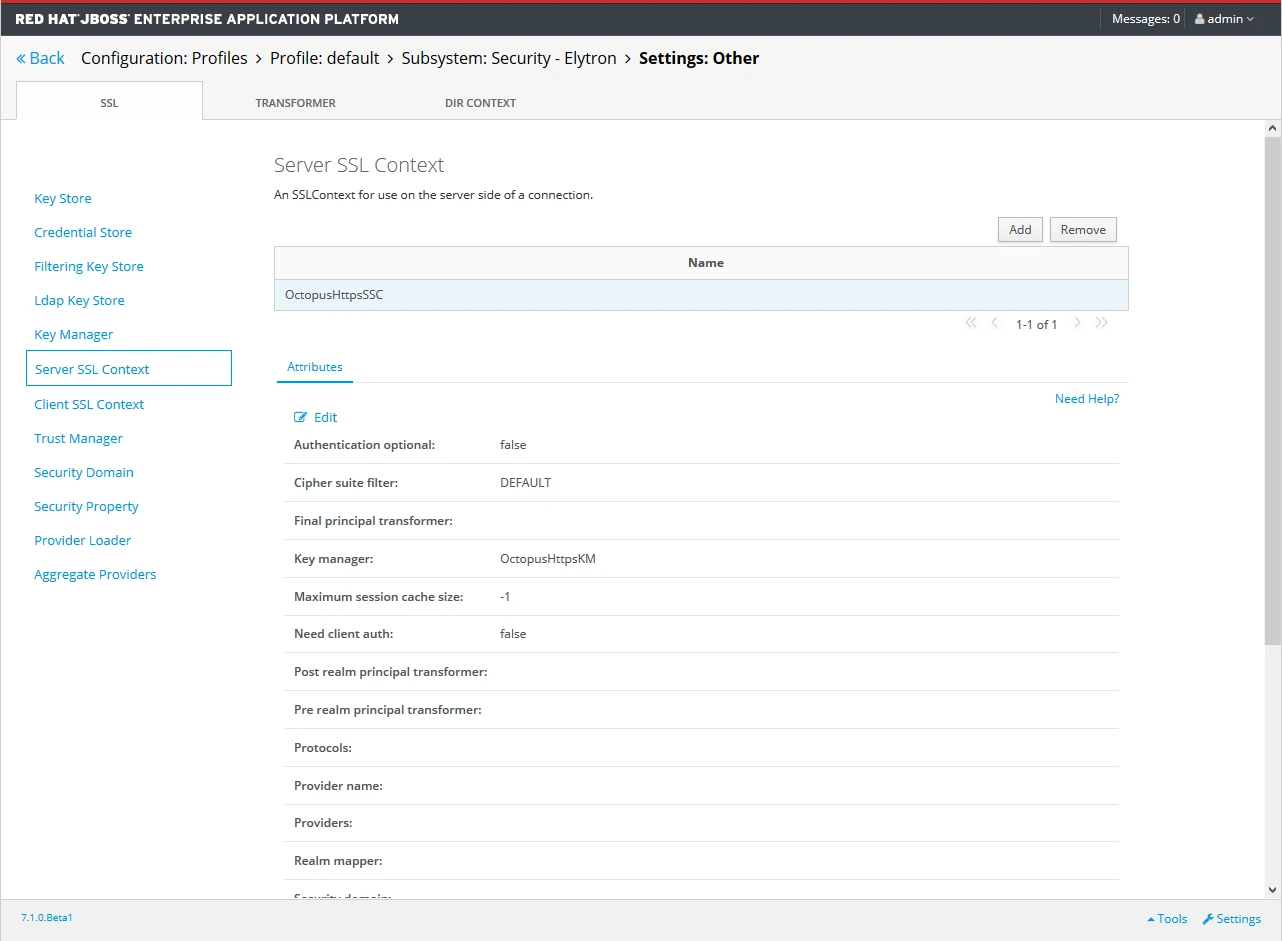 RED HAT JBOSS ENTERPRISE APPLICATION PLATFORM
Messages: 0
admin
« Back
Configuration: Profiles > Profile: default > Subsystem: Security - Elytron > Settings: Other
SSL
TRANSFORMER
DIR CONTEXT
Key Store
Credential Store
Filtering Key Store
Ldap Key Store
Key Manager
Server SSL Context
Client SSL Context
Trust Manager
Security Domain
Security Property
Provider Loader
Aggregate Providers
Server SSL Context
An SSLContext for use on the server side of a connection.
Add
Remove
Name
OctopusHttpsSSC
1-1 of 1
Attributes
Need Help?
Edit
Authentication optional: false
Cipher suite filter: DEFAULT
Final principal transformer:
Key manager: OctopusHttpsKM
Maximum session cache size: -1
Need client auth: false
Post realm principal transformer:
Pre realm principal transformer:
Protocols:
Provider name:
Providers:
Realm mapper:
Security domain:
7.1.0.Beta1
Tools
Settings